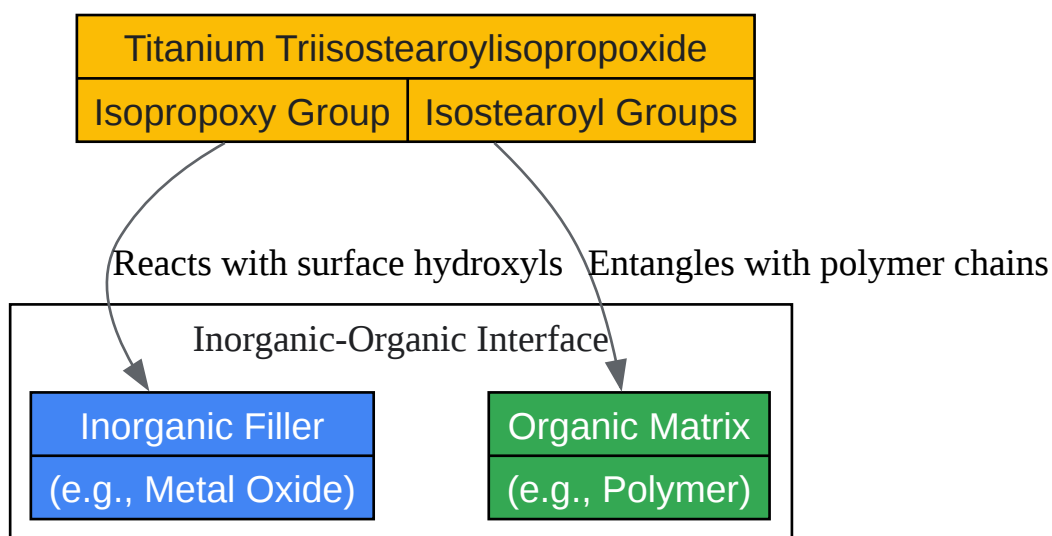 Titanium Triisostearoylisopropoxide
Isopropoxy Group
Isostearoyl Groups
Reacts with surface hydroxyls
Entangles with polymer chains
Inorganic-Organic Interface
Inorganic Filler
(e.g., Metal Oxide)
Organic Matrix
(e.g., Polymer)